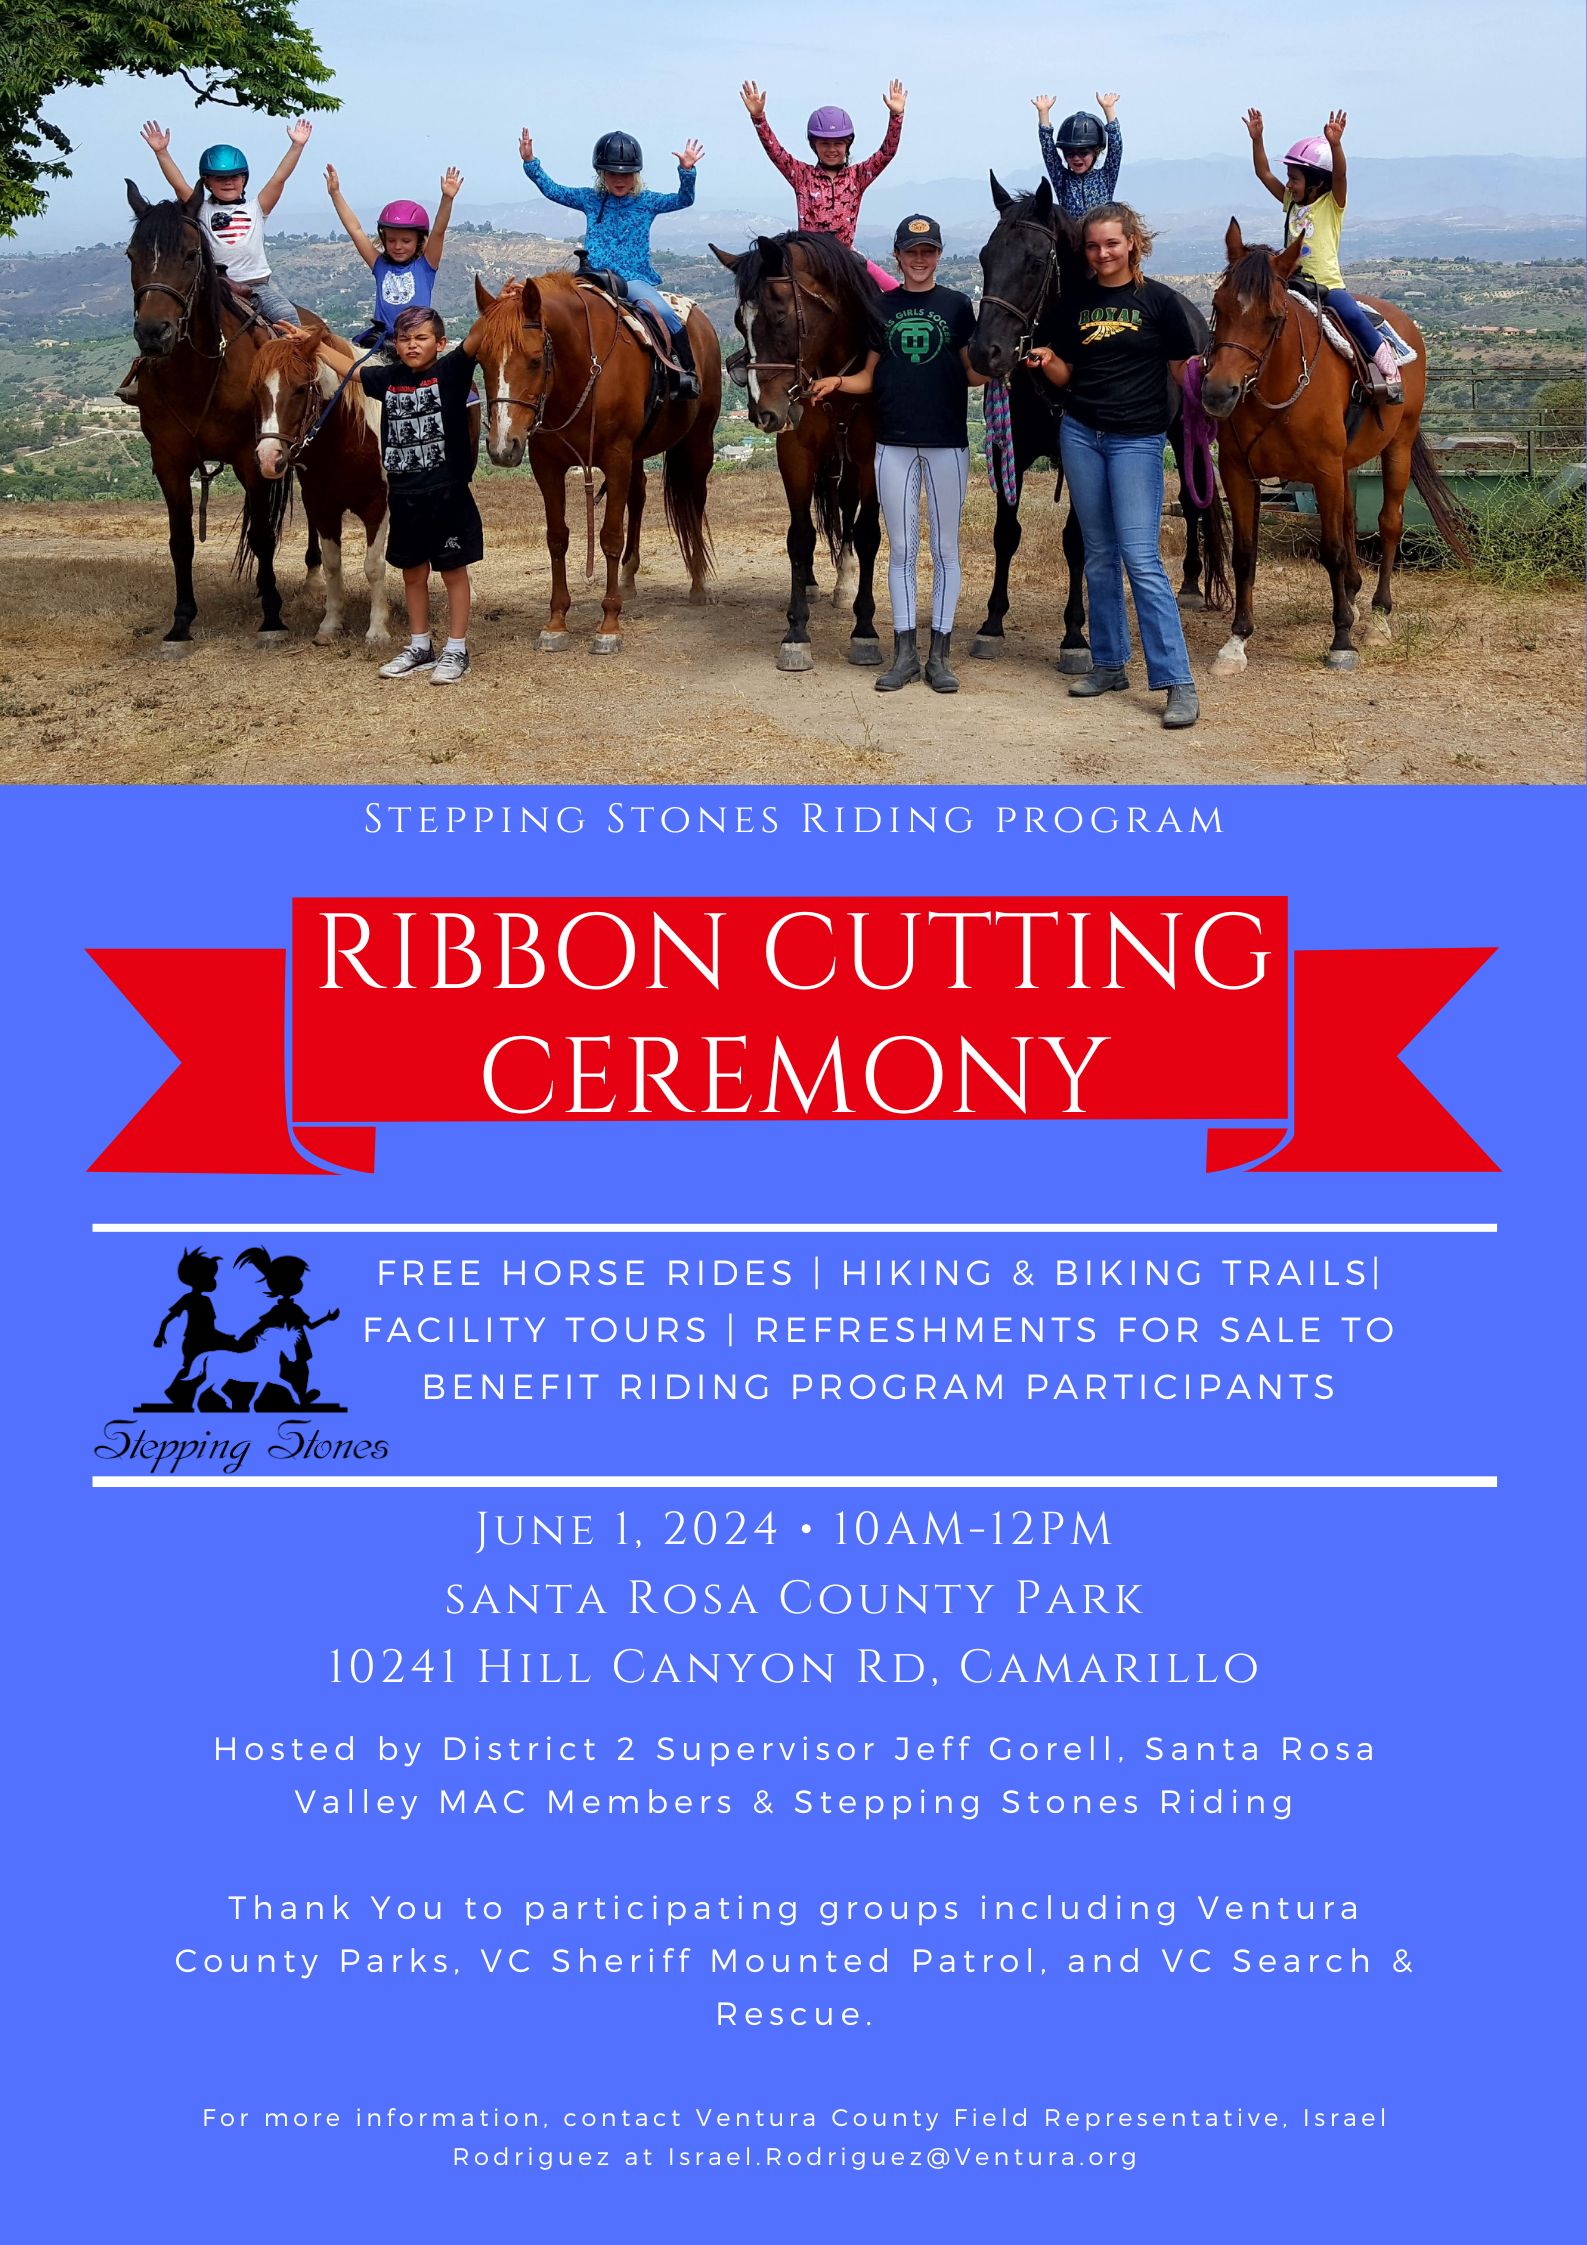 GIRLS SOCCER
ROYAL
Stepping Stones Riding program
RIBBON CUTTING
CEREMONY
FREE HORSE RIDES | HIKING & BIKING TRAILS|
FACILITY TOURS | REFRESHMENTS FOR SALE TO
BENEFIT RIDING PROGRAM PARTICIPANTS
Stepping Stones
June 1, 2024 • 10AM-12PM
santa Rosa County Park
10241 Hill Canyon Rd, Camarillo
Hosted by District 2 Supervisor Jeff Gorell, Santa Rosa
Valley MAC Members & Stepping Stones Riding
Thank You to participating groups including Ventura
County Parks, VC Sheriff Mounted Patrol, and VC Search &
Rescue.
For more information, contact Ventura County Field Representative, Israel
Rodriguez at Israel.Rodriguez@Ventura.org